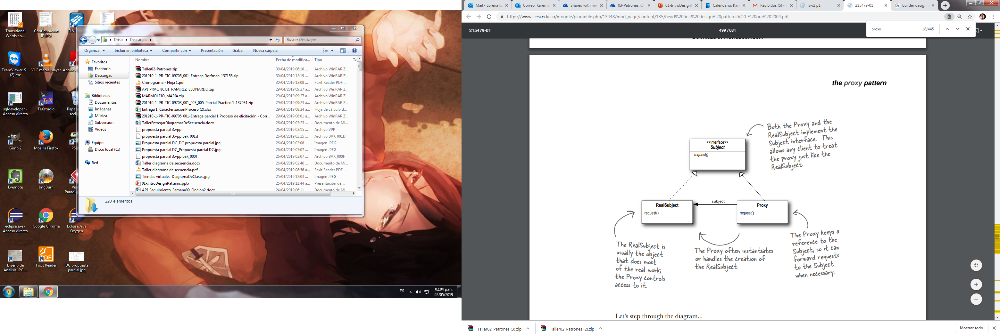 Transitional
Words an...
Configuracion
IP.JPG
TeamViewer_S...
(2).exe
VLC media player
sqldeveloper -
Acceso directo
TeXstudio
Gimp 2
Mozilla Firefox
Evernote
ImgBurn
eclipse.exe -
Acceso directo
Google Chrome
Eclipse Java
Oxygen
Diseño de
Analisis.JPG ...
Foxit Reader
DC propuesta
parcial.jpg
Driso
Descargas
Buscar Descargas
Organizar
Incluir en biblioteca
Compartir con
Presentación
Grabar
Nueva carpeta
Favoritos
Escritorio
Descargas
Sitios recientes
Bibliotecas
Documentos
Imágenes
Música
Subversion
Vídeos
Equipo
Disco local (C:)
Red
Nombre Fecha de modifica... Tipo Ta
Taller02-Patrones.zip 30/04/2019 06:10 ... Archivo WinRAR Z...
201910-1-PR-TIC-09705_001-Entrega Dorfman-137155.zip 30/04/2019 12:19 ... Archivo WinRAR Z...
Cronograma - Hoja 1.pdf 30/04/2019 12:08 ... Foxit Reader PDF ...
API_PRACTICO1_RAMIREZ_LEONARDO.zip 29/04/2019 09:27 a... Archivo WinRAR Z...
MARMOLEJO_MARIA.zip 29/04/2019 09:27 a... Archivo WinRAR Z...
201910-1-PR-TIC-09703_001_003_005-Parcial Practico 1-137934.zip 29/04/2019 09:23 a... Archivo WinRAR Z...
Entrega 1_CaracterizacionProceso (2).xlsx 29/04/2019 08:24 a... Hoja de cálculo d...
201910-1-PR-TIC-09705_001-Entrega parcial 1 Proceso de elicitación - Corr... 29/04/2019 08:01 a... Archivo WinRAR Z...
TallerEntregarDiagramasDeSecuencia.docx 26/04/2019 03:23 ... Documento de Mi...
propuesta parcial 3.vpp 26/04/2019 03:15 ... Archivo VPP
propuesta parcial 3.vpp.bak_001d 26/04/2019 03:15 ... Archivo BAK_001D
Propuesta parcial DC_DC propuesta parcial.jpg 26/04/2019 03:08 ... Imagen JPEG
Propuesta parcial DC_Propuesta parcial DC.jpg 26/04/2019 03:07 ... Imagen JPEG
propuesta parcial 3.vpp.bak_000f 26/04/2019 03:07 ... Archivo BAK_000F
Taller diagrama de secuencia.docx 26/04/2019 02:46 ... Documento de Mi...
Taller diagrama de secuencia.pdf 26/04/2019 08:56 a... Foxit Reader PDF ...
Tiendas virtuales-DiagramaDeClases.jpg 25/04/2019 12:03 ... Imagen JPEG
01-IntroDesignPatterns.pptx 25/04/2019 11:44 a... Presentación de ...
API_Seguimiento_Semana09_Opcion2.docx 24/04/2019 06:11 Documento de Mi
220 elementos
ES
02:04 p.m.
02/05/2019
Mail - Lorena La
Correo: Karen L
Shared with me
03-Patrones: On
01-IntroDesignP
Calendario: Kar
Recibidos (5) -
isw2 p1
215479-01
builder design p
https://www.icesi.edu.co/moodle/pluginfile.php/13448/mod_page/content/135/head%20first%20design%20patterns%20-%20ora%202004.pdf
215479-01
499 / 681
proxy 18/445
Download at WoweBook.Com
the proxy pattern
Both the Proxy and the
RealSubject implement the
Subject interface. This
allows any client to treat
the proxy just like the
RealSubject.
<<interface>>
Subject
request()
RealSubject
request()
subject
Proxy
request()
The RealSubject is
usually the object
that does most
of the real work;
the Proxy controls
access to it.
The Proxy often instantiates
or handles the creation of
the RealSubject.
The Proxy keeps a
reference to the
Subject, so it can
forward requests
to the Subject
when necessary.
Let's step through the diagram...
Taller02-Patrones (3).zip
Taller02-Patrones (2).zip
Mostrar todo